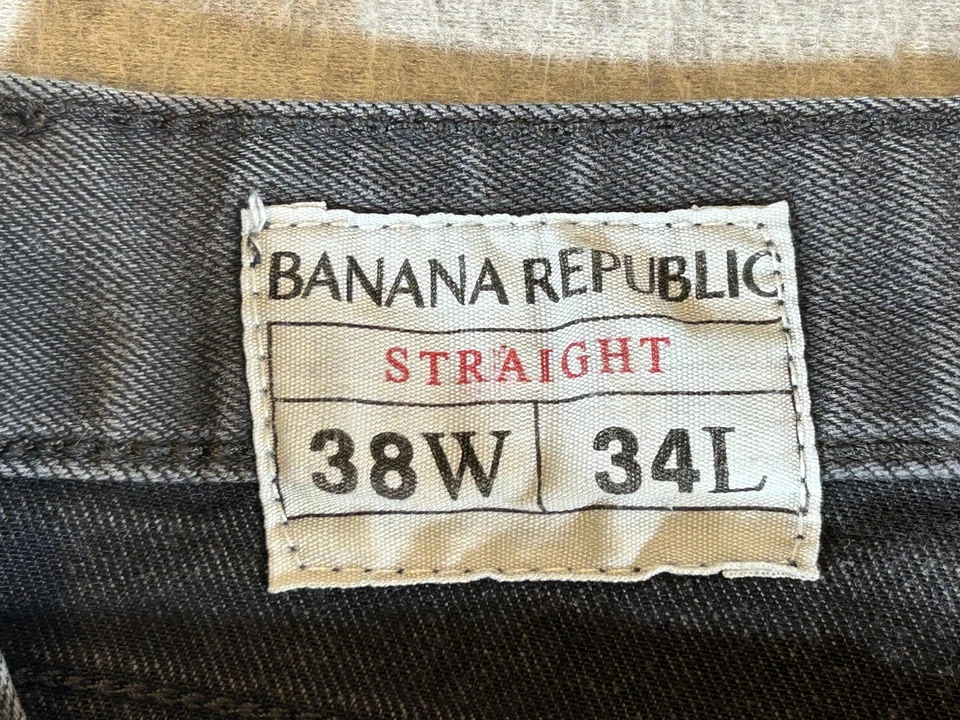 BANANA REPUBLIC
STRAIGHT
38W 34L